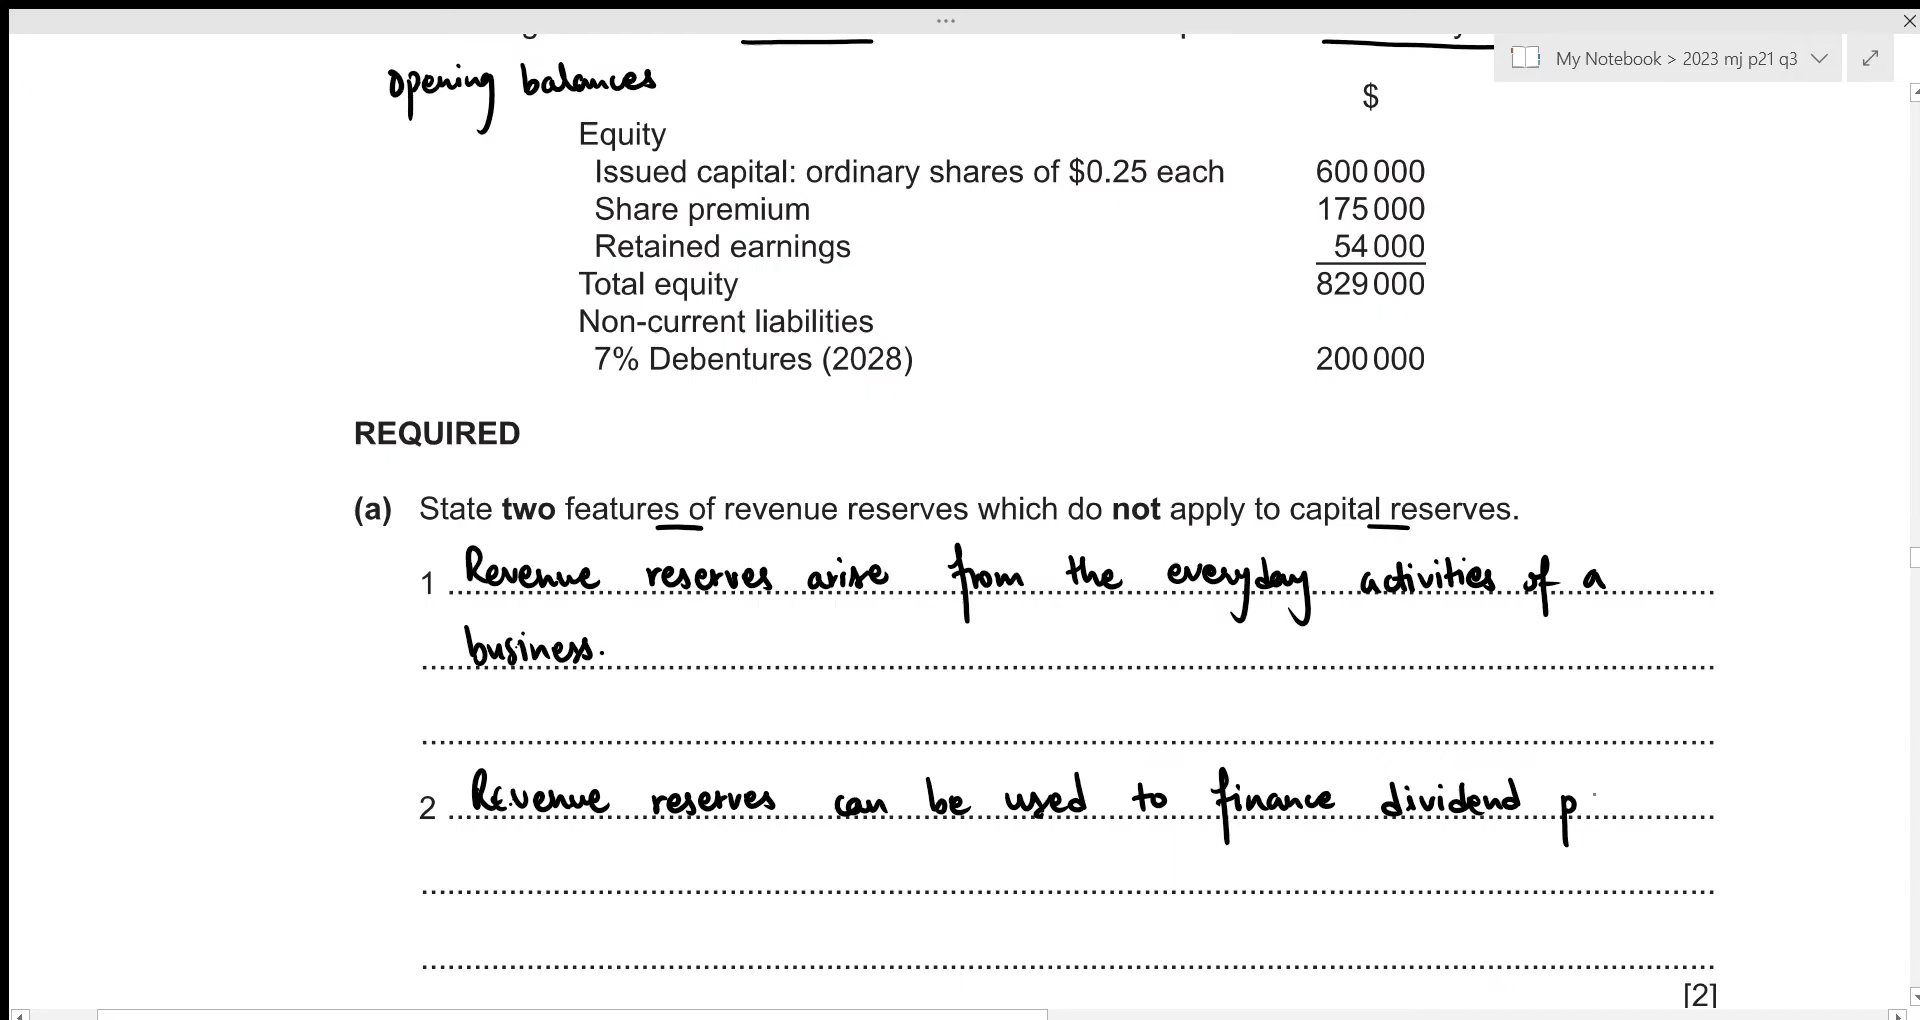 My Notebook > 2023 mj p21 q3
opening balances
$
Equity
Issued capital: ordinary shares of $0.25 each 600 000
Share premium 175 000
Retained earnings 54 000
Total equity 829 000
Non-current liabilities
7% Debentures (2028) 200 000
REQUIRED
(a) State two features of revenue reserves which do not apply to capital reserves.
1 Revenue reserves arise from the everyday activities of a
business.
2 Revenue reserves can be used to finance dividend p
[2]